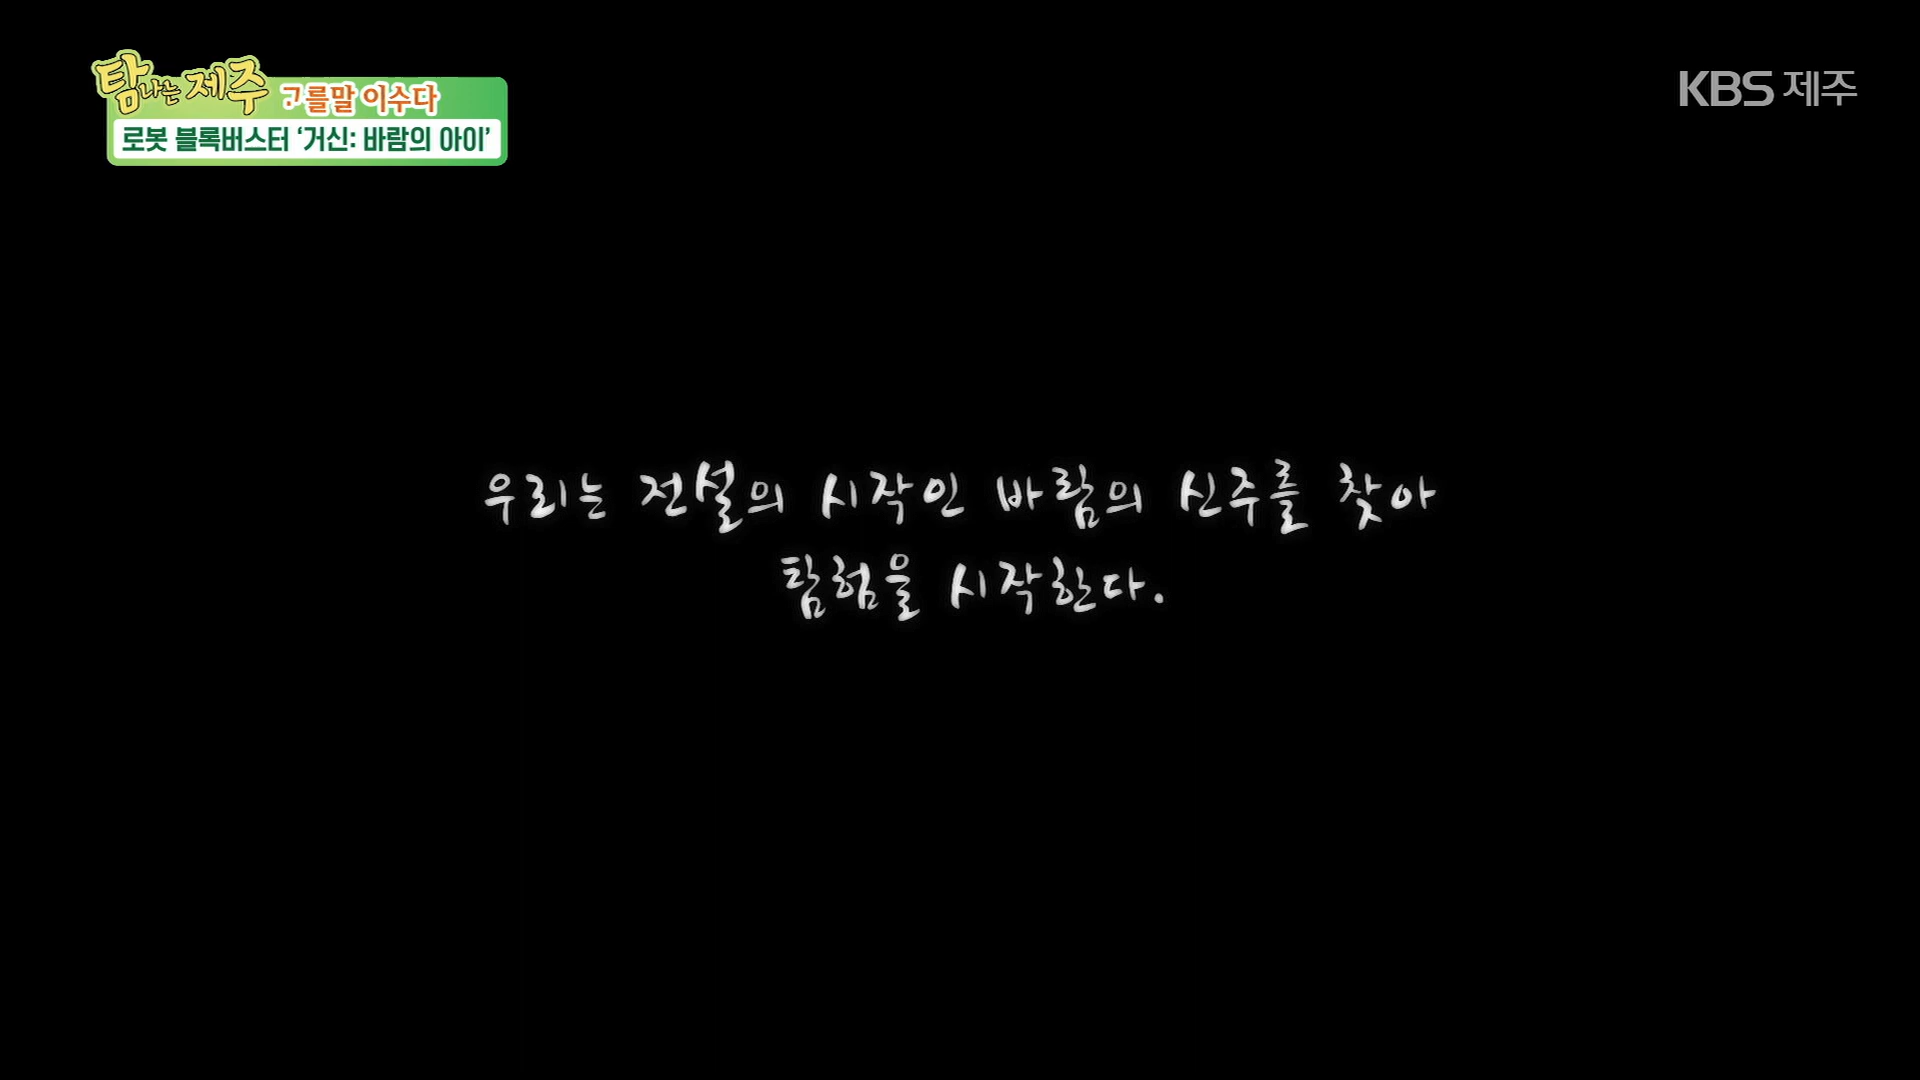 탐나는 제주 ᄀᆞ를말 이수다
로봇 블록버스터 ‘거신: 바람의 아이’
KBS 제주
우리는 전설의 시작인 바람의 신주를 찾아
탐험을 시작한다.